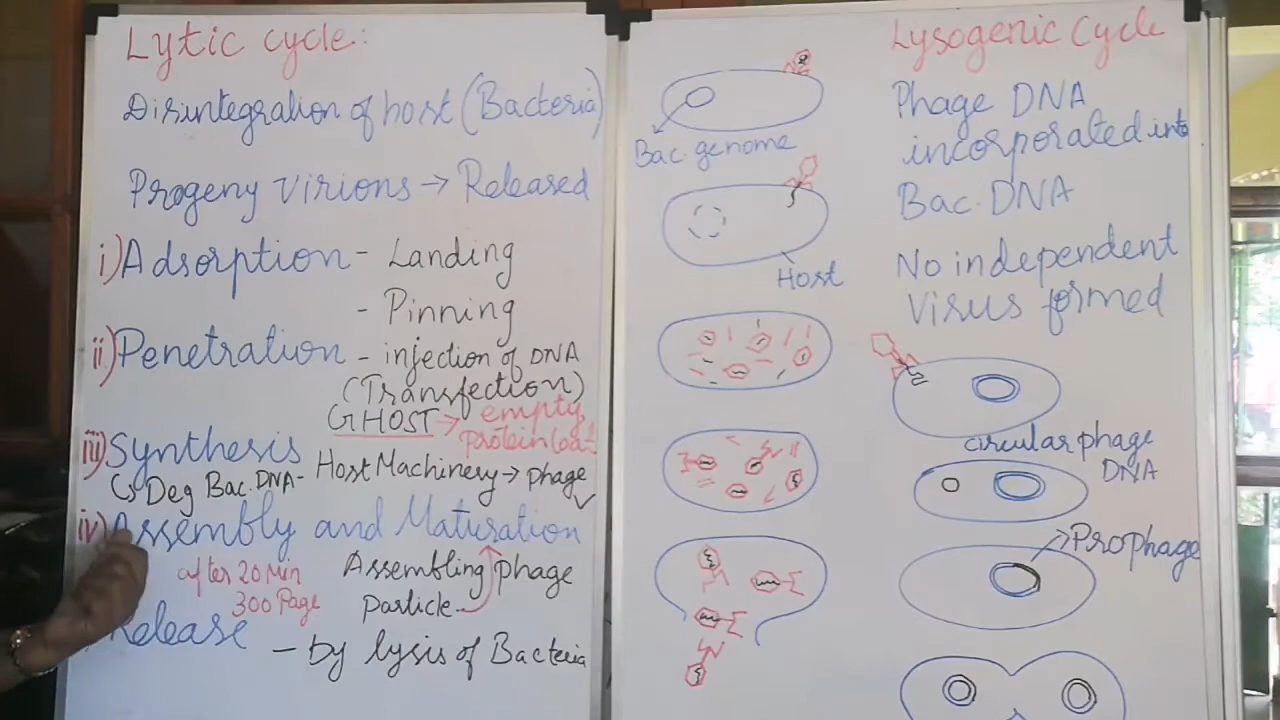 Lytic cycle:
Disintegration of host (Bacteria)
Progeny virions → Released
i) Adsorption - Landing
- Pinning
ii) Penetration - injection of DNA
(Transfection)
GHOST → empty
protein coat
iii) Synthesis
↳ Deg Bac. DNA - Host Machinery → phage
iv) Assembly and Maturation
after 20 Min
300 Page
Assembling phage
particle
Release
- by lysis of Bacteria
Bac. genome
Host
Lysogenic Cycle
Phage DNA
incorporated into
Bac. DNA
No independent
Virus formed
circular phage
DNA
Prophage